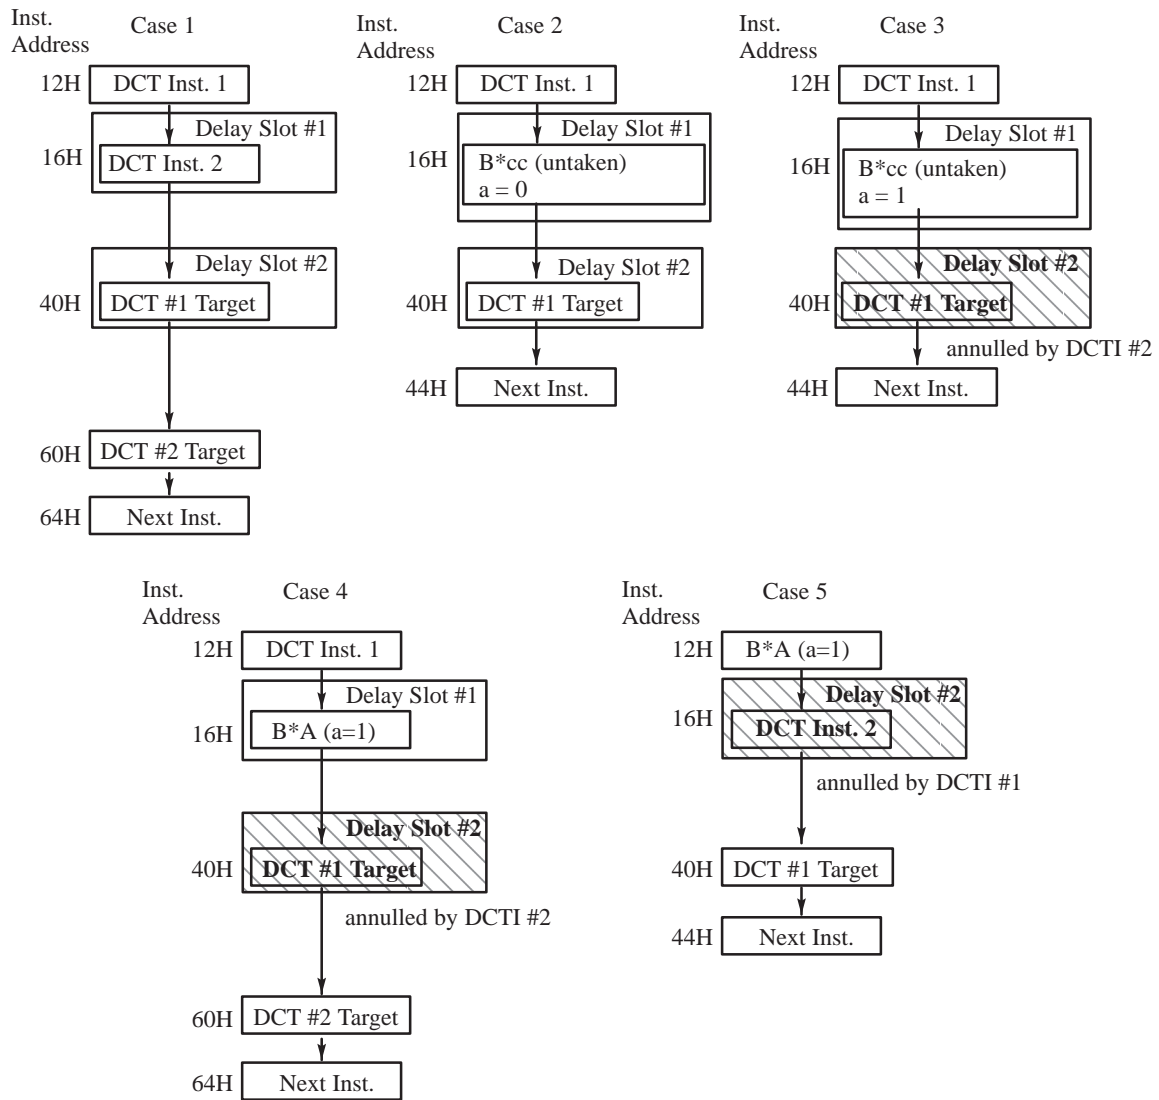 Inst.
Address
Case 1
12H
DCT Inst. 1
Delay Slot #1
16H
DCT Inst. 2
Delay Slot #2
40H
DCT #1 Target
60H
DCT #2 Target
64H
Next Inst.
Inst.
Address
Case 2
12H
DCT Inst. 1
Delay Slot #1
16H
B*cc (untaken)
a = 0
Delay Slot #2
40H
DCT #1 Target
44H
Next Inst.
Inst.
Address
Case 3
12H
DCT Inst. 1
Delay Slot #1
16H
B*cc (untaken)
a = 1
Delay Slot #2
40H
DCT #1 Target
annulled by DCTI #2
44H
Next Inst.
Inst.
Address
Case 4
12H
DCT Inst. 1
Delay Slot #1
16H
B*A (a=1)
Delay Slot #2
40H
DCT #1 Target
annulled by DCTI #2
60H
DCT #2 Target
64H
Next Inst.
Inst.
Address
Case 5
12H
B*A (a=1)
Delay Slot #2
16H
DCT Inst. 2
annulled by DCTI #1
40H
DCT #1 Target
44H
Next Inst.